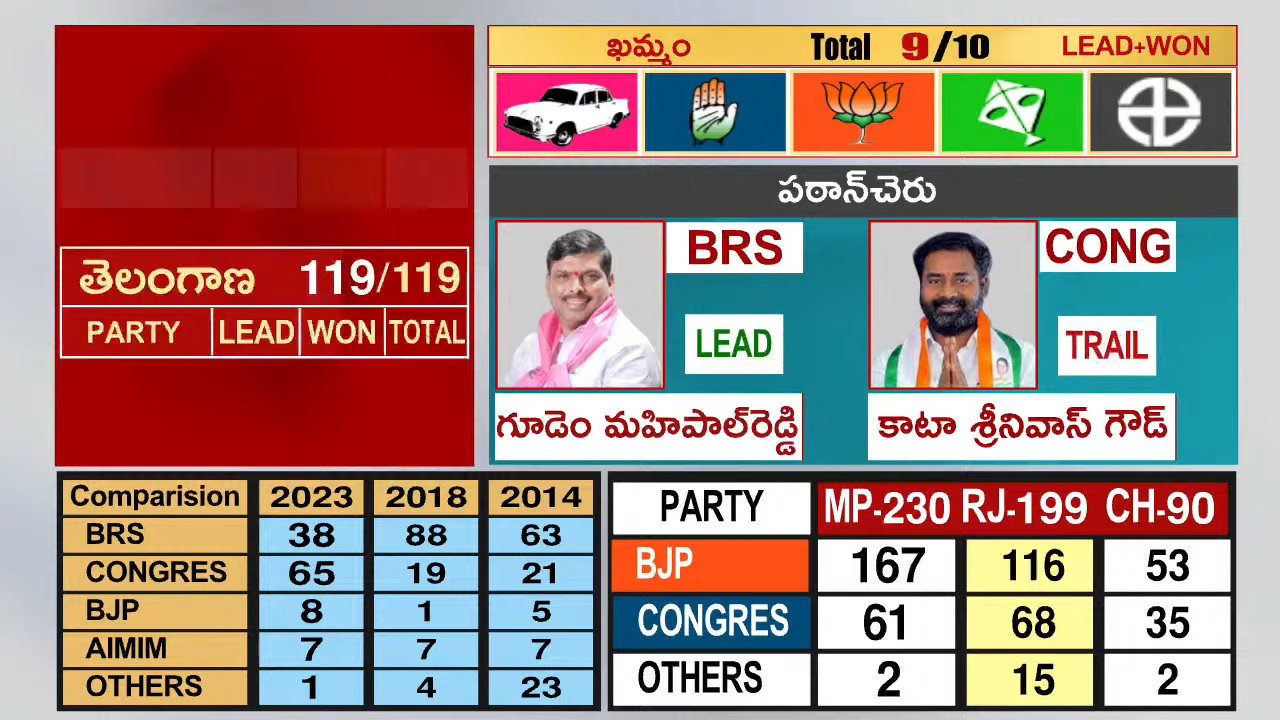 తెలంగాణ 119/119
PARTY LEAD WON TOTAL
ఖమ్మం Total 9/10 LEAD+WON
పఠాన్‌చెరు
BRS
LEAD
గూడెం మహిపాల్‌రెడ్డి
CONG
TRAIL
కాటా శ్రీనివాస్ గౌడ్
Comparision 2023 2018 2014
BRS 38 88 63
CONGRES 65 19 21
BJP 8 1 5
AIMIM 7 7 7
OTHERS 1 4 23
PARTY MP-230 RJ-199 CH-90
BJP 167 116 53
CONGRES 61 68 35
OTHERS 2 15 2